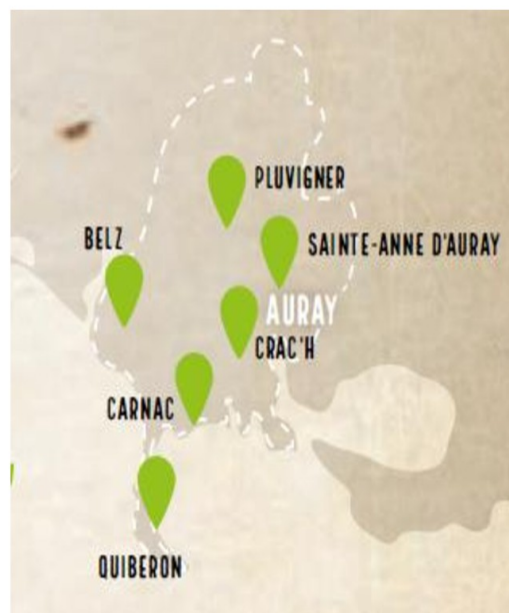 PLUVIGNER
BELZ
SAINTE-ANNE D'AURAY
AURAY
CRAC'H
CARNAC
QUIBERON